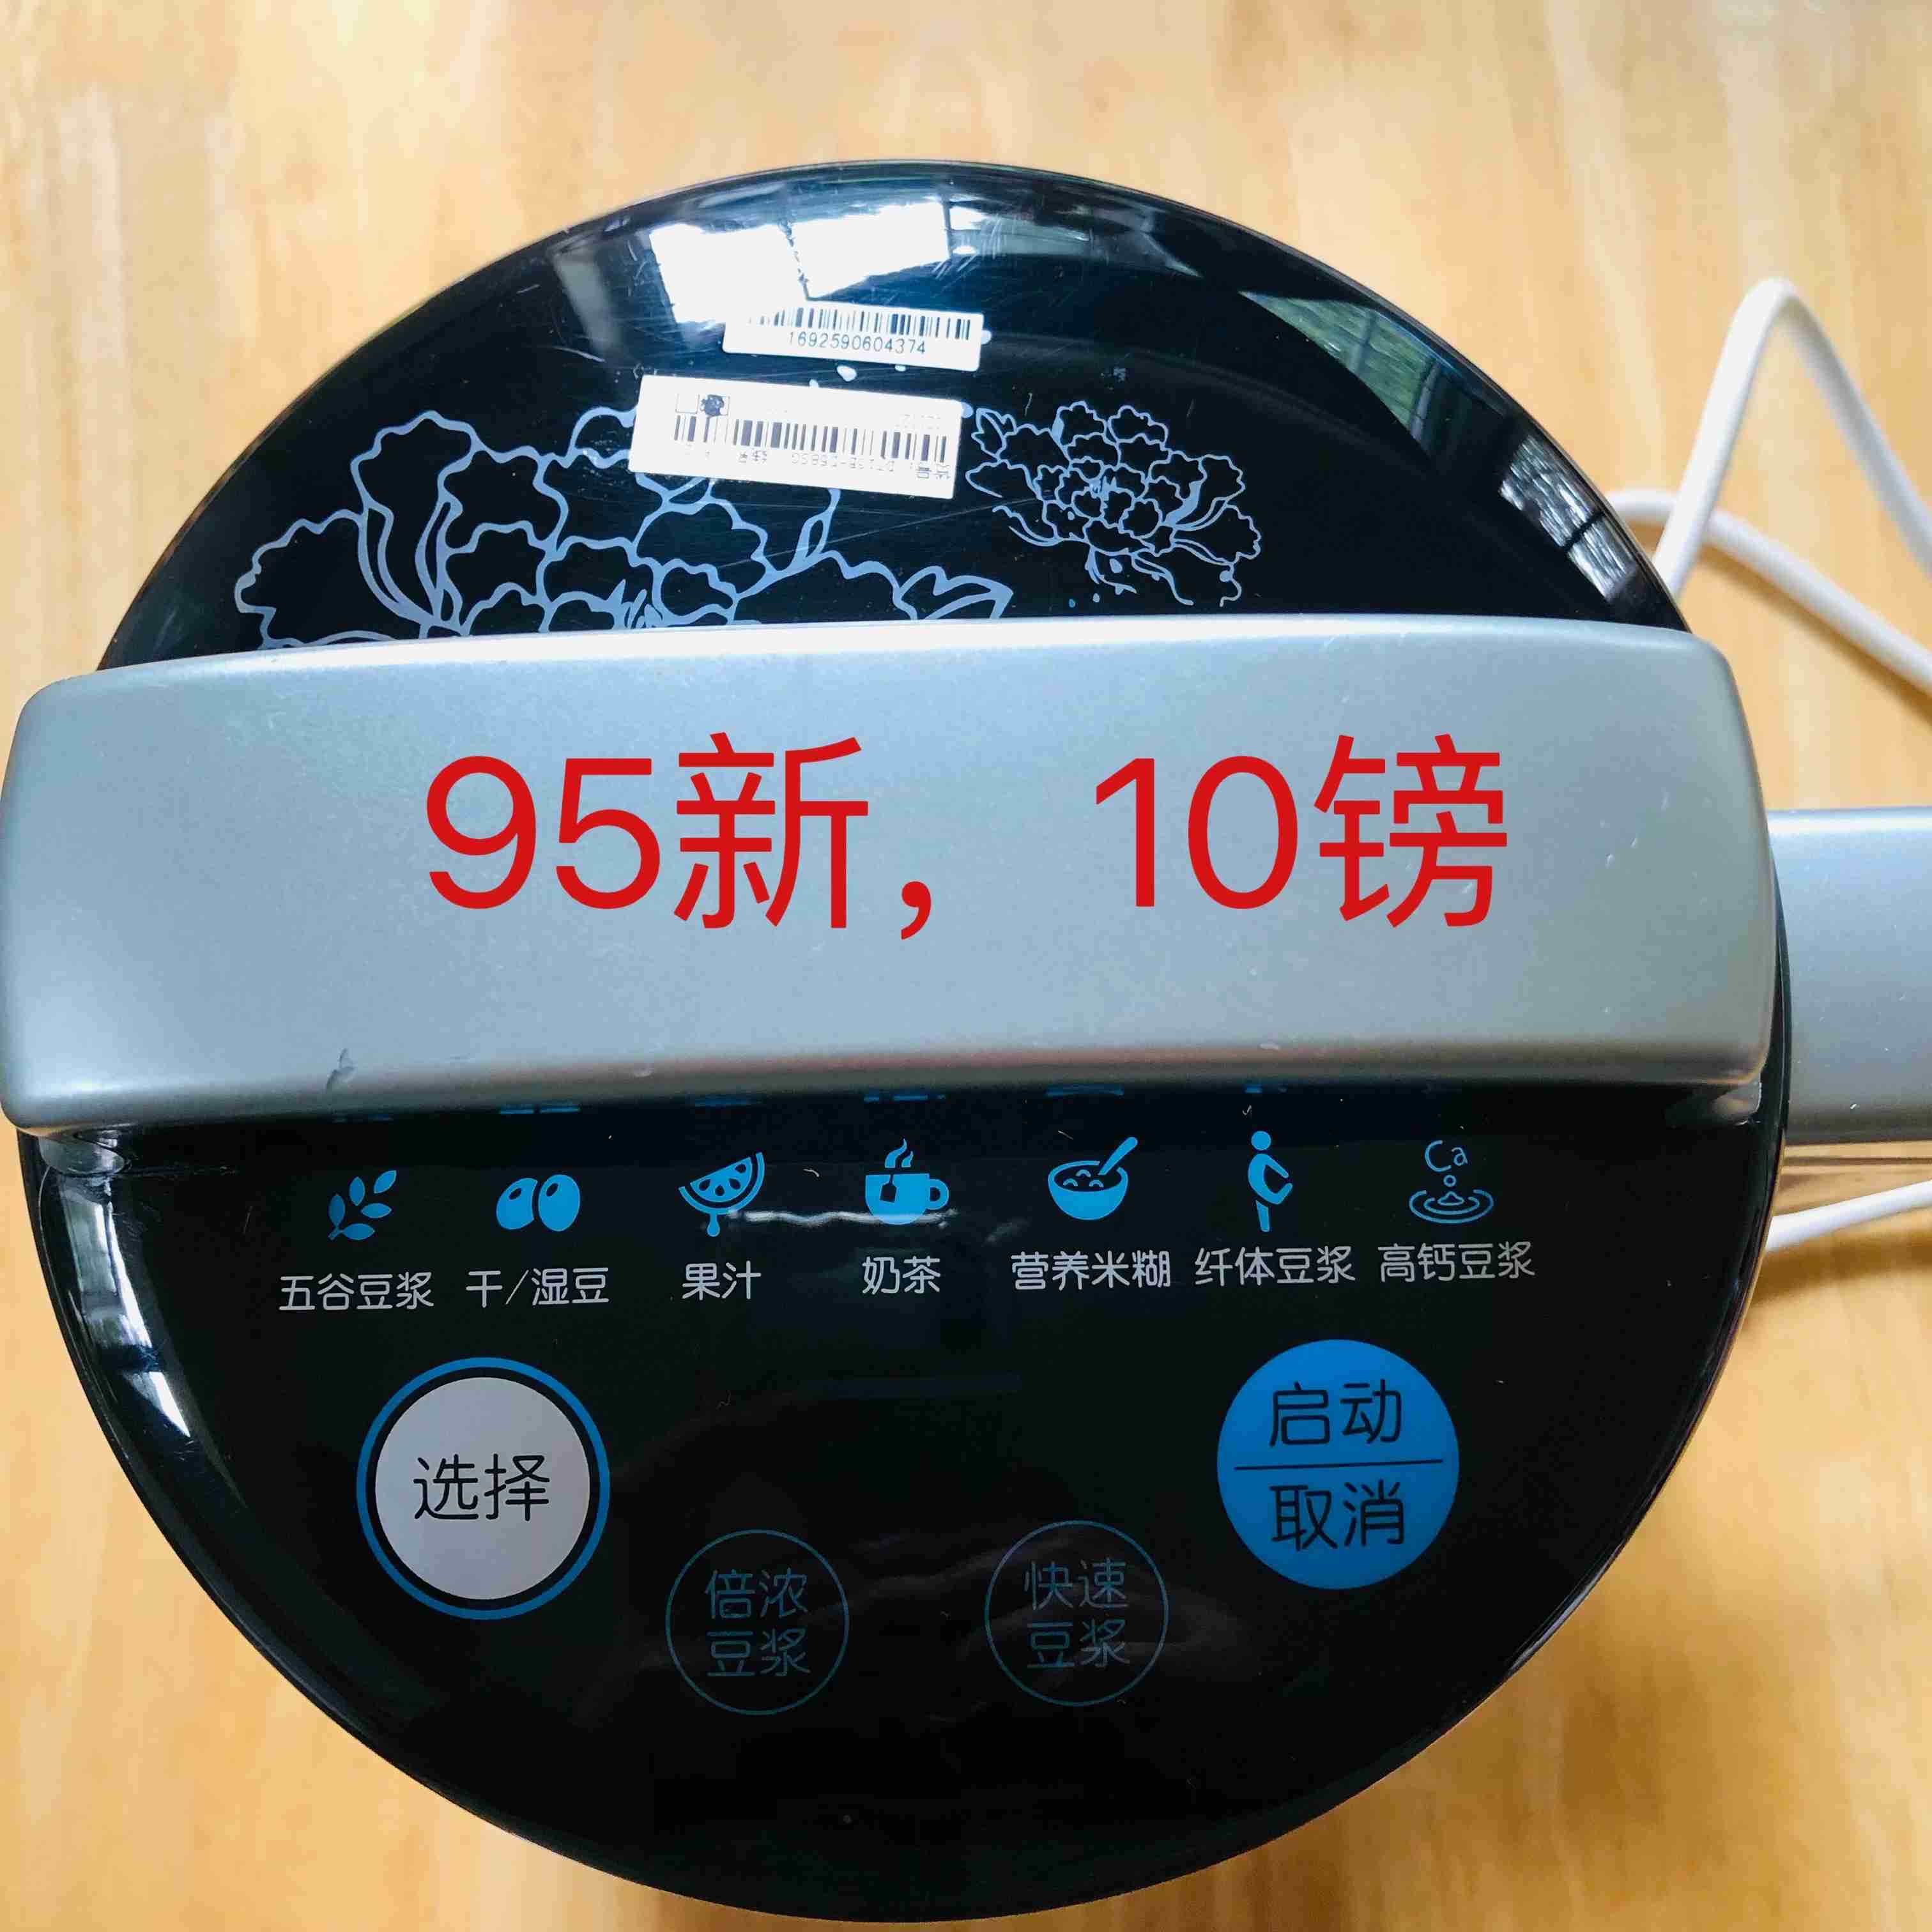 1692590604374
95新，10镑
Ca
五谷豆浆 干/湿豆 果汁 奶茶 营养米糊 纤体豆浆 高钙豆浆
选择
启动
取消
倍浓
豆浆
快速
豆浆